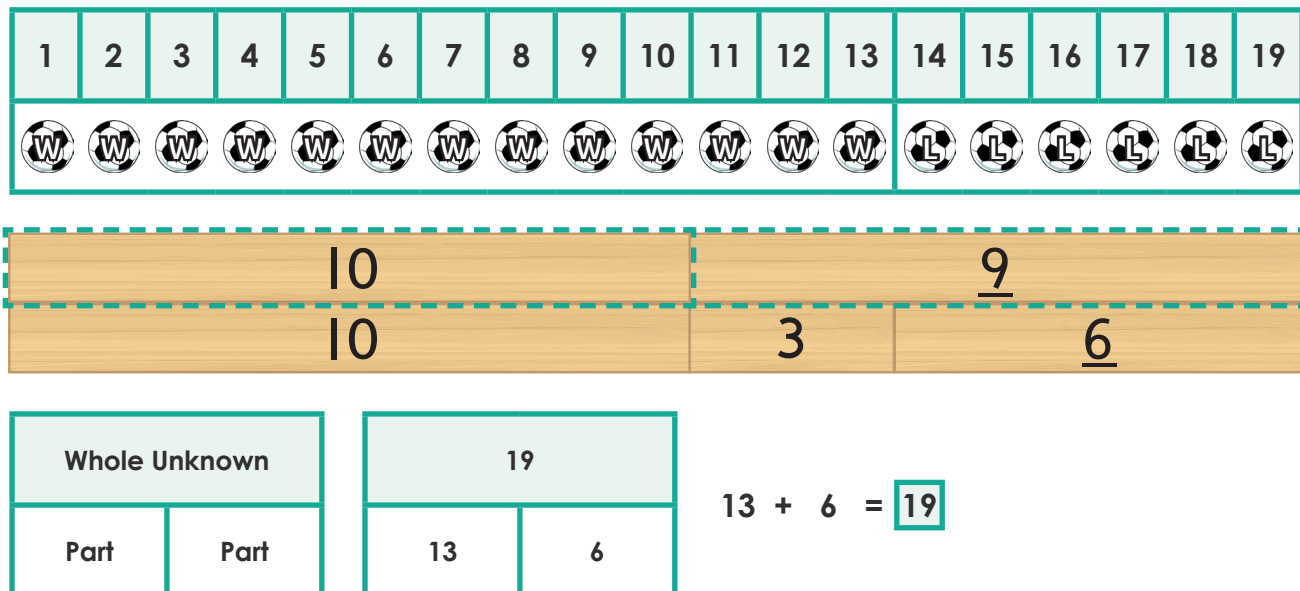 1 2 3 4 5 6 7 8 9 10 11 12 13 14 15 16 17 18 19
W W W W W W W W W W W W W L L L L L L
10 9
10 3 6
Whole Unknown
Part Part
19
13 6
13 + 6 = 19